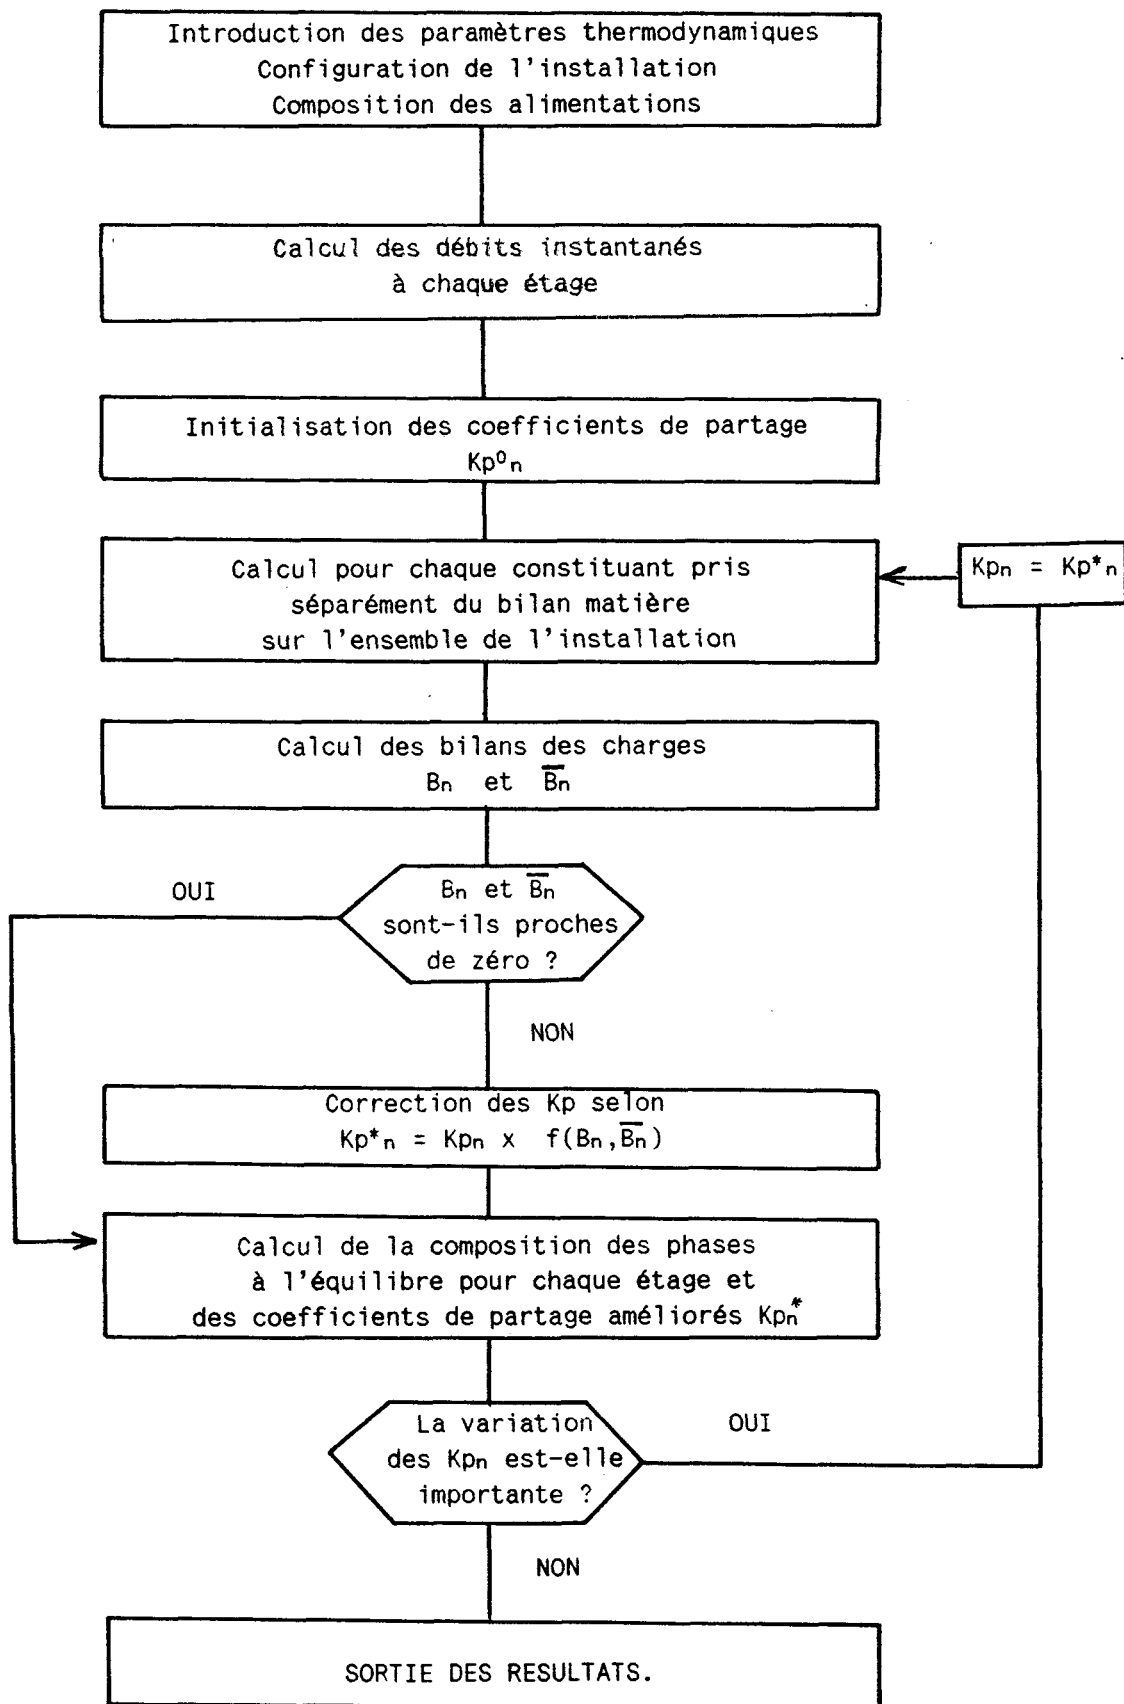 Introduction des paramètres thermodynamiques
Configuration de l'installation
Composition des alimentations
Calcul des débits instantanés
à chaque étage
Initialisation des coefficients de partage
Kp⁰n
Calcul pour chaque constituant pris
séparément du bilan matière
sur l'ensemble de l'installation
Kpn = Kp*n
Calcul des bilans des charges
Bn et B̅n
OUI
Bn et B̅n
sont-ils proches
de zéro ?
NON
Correction des Kp selon
Kp*n = Kpn x f(Bn,B̅n)
Calcul de la composition des phases
à l'équilibre pour chaque étage et
des coefficients de partage améliorés Kpn*
La variation
des Kpn est-elle
importante ?
OUI
NON
SORTIE DES RESULTATS.